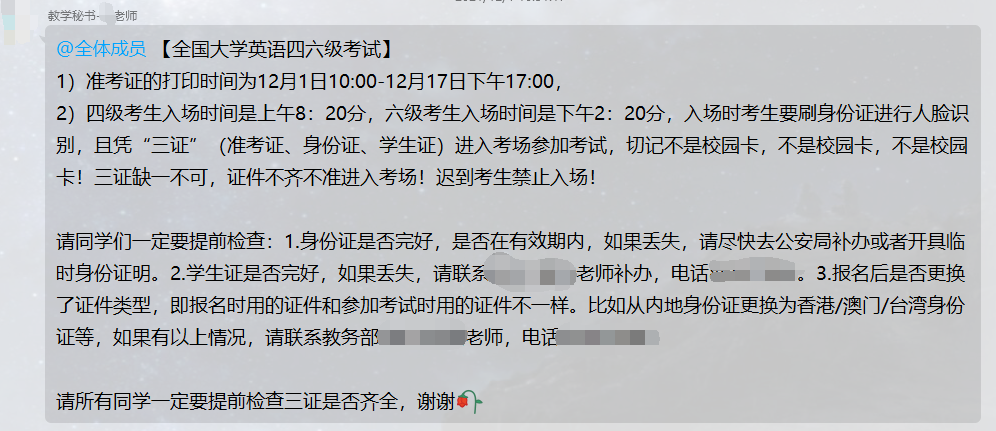 教学秘书- 老师
@全体成员 【全国大学英语四六级考试】
1）准考证的打印时间为12月1日10:00-12月17日下午17:00，
2）四级考生入场时间是上午8：20分，六级考生入场时间是下午2：20分，入场时考生要刷身份证进行人脸识
别，且凭“三证”（准考证、身份证、学生证）进入考场参加考试，切记不是校园卡，不是校园卡，不是校园
卡！三证缺一不可，证件不齐不准进入考场！迟到考生禁止入场！
请同学们一定要提前检查：1.身份证是否完好，是否在有效期内，如果丢失，请尽快去公安局补办或者开具临
时身份证明。2.学生证是否完好，如果丢失，请联系 老师补办，电话 。3.报名后是否更换
了证件类型，即报名时用的证件和参加考试时用的证件不一样。比如从内地身份证更换为香港/澳门/台湾身份
证等，如果有以上情况，请联系教务部 老师，电话
请所有同学一定要提前检查三证是否齐全，谢谢